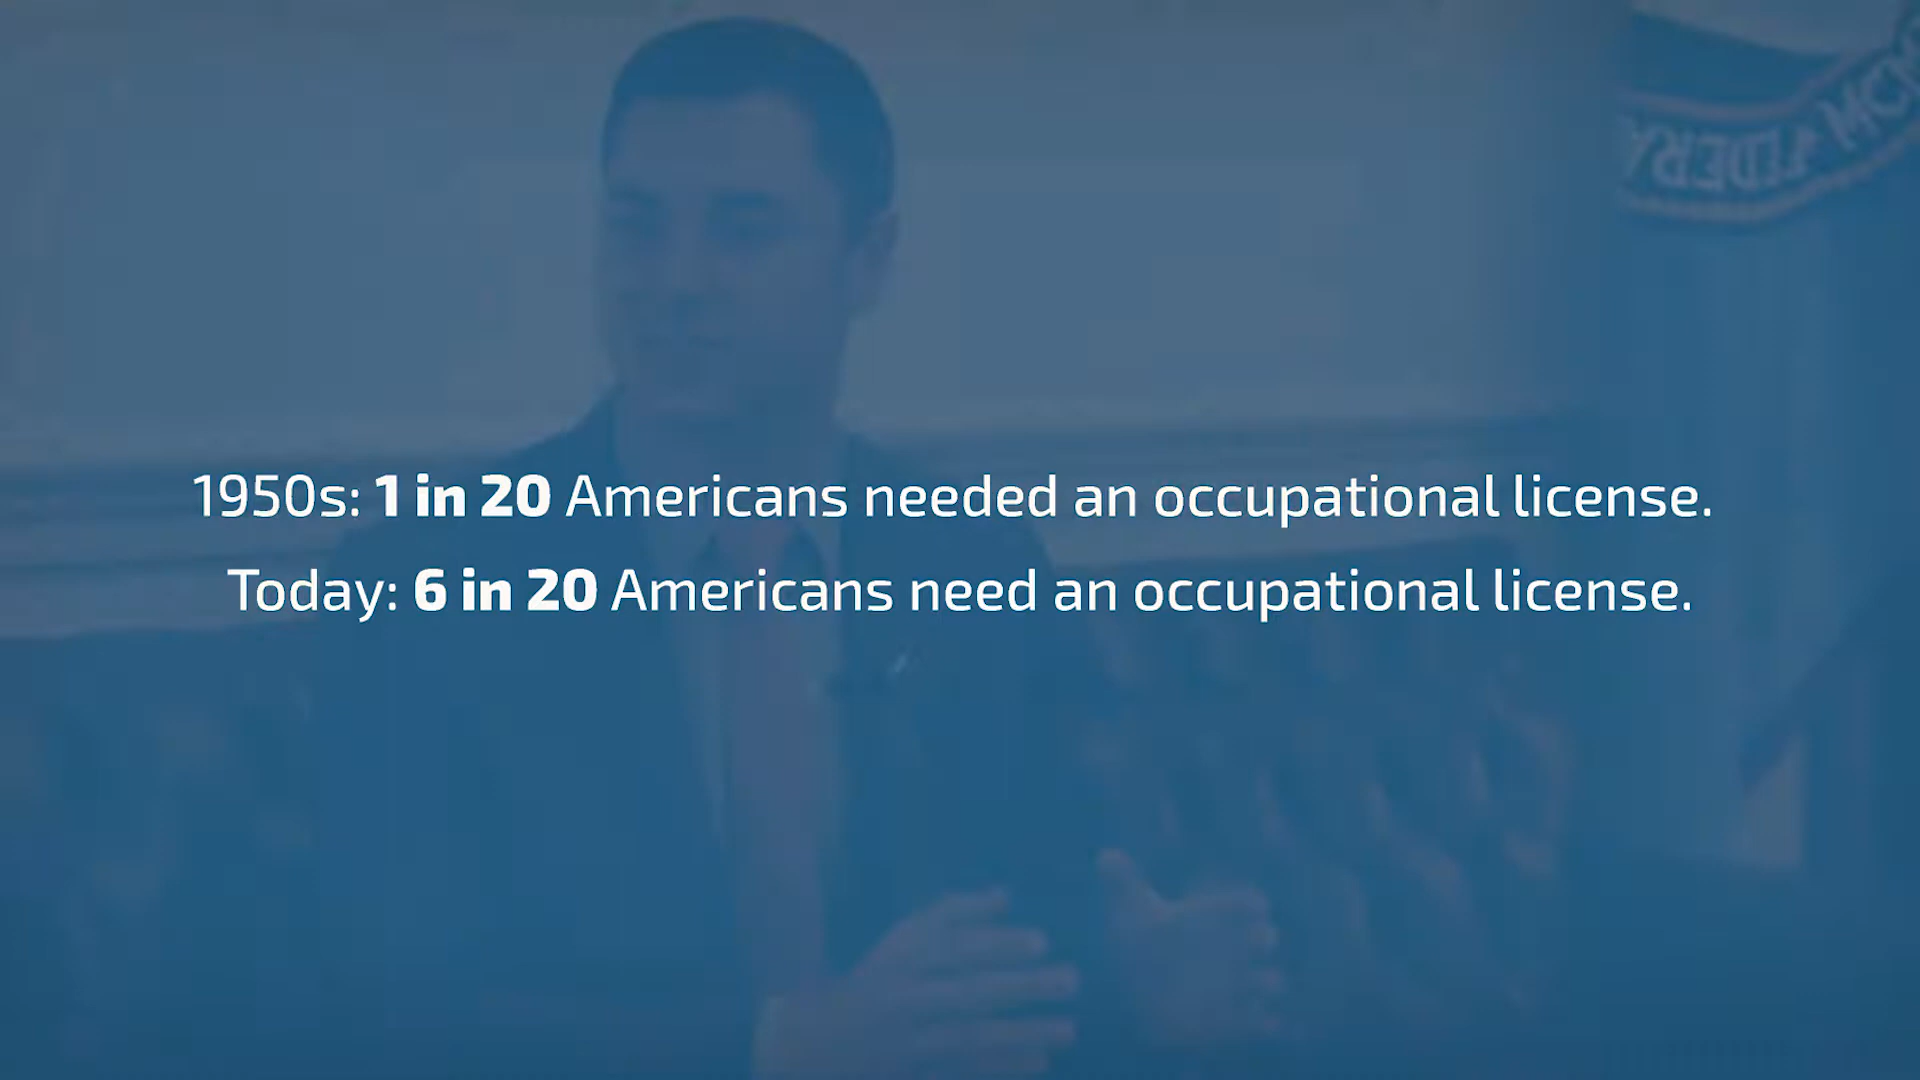 1950s: 1 in 20 Americans needed an occupational license.
Today: 6 in 20 Americans need an occupational license.